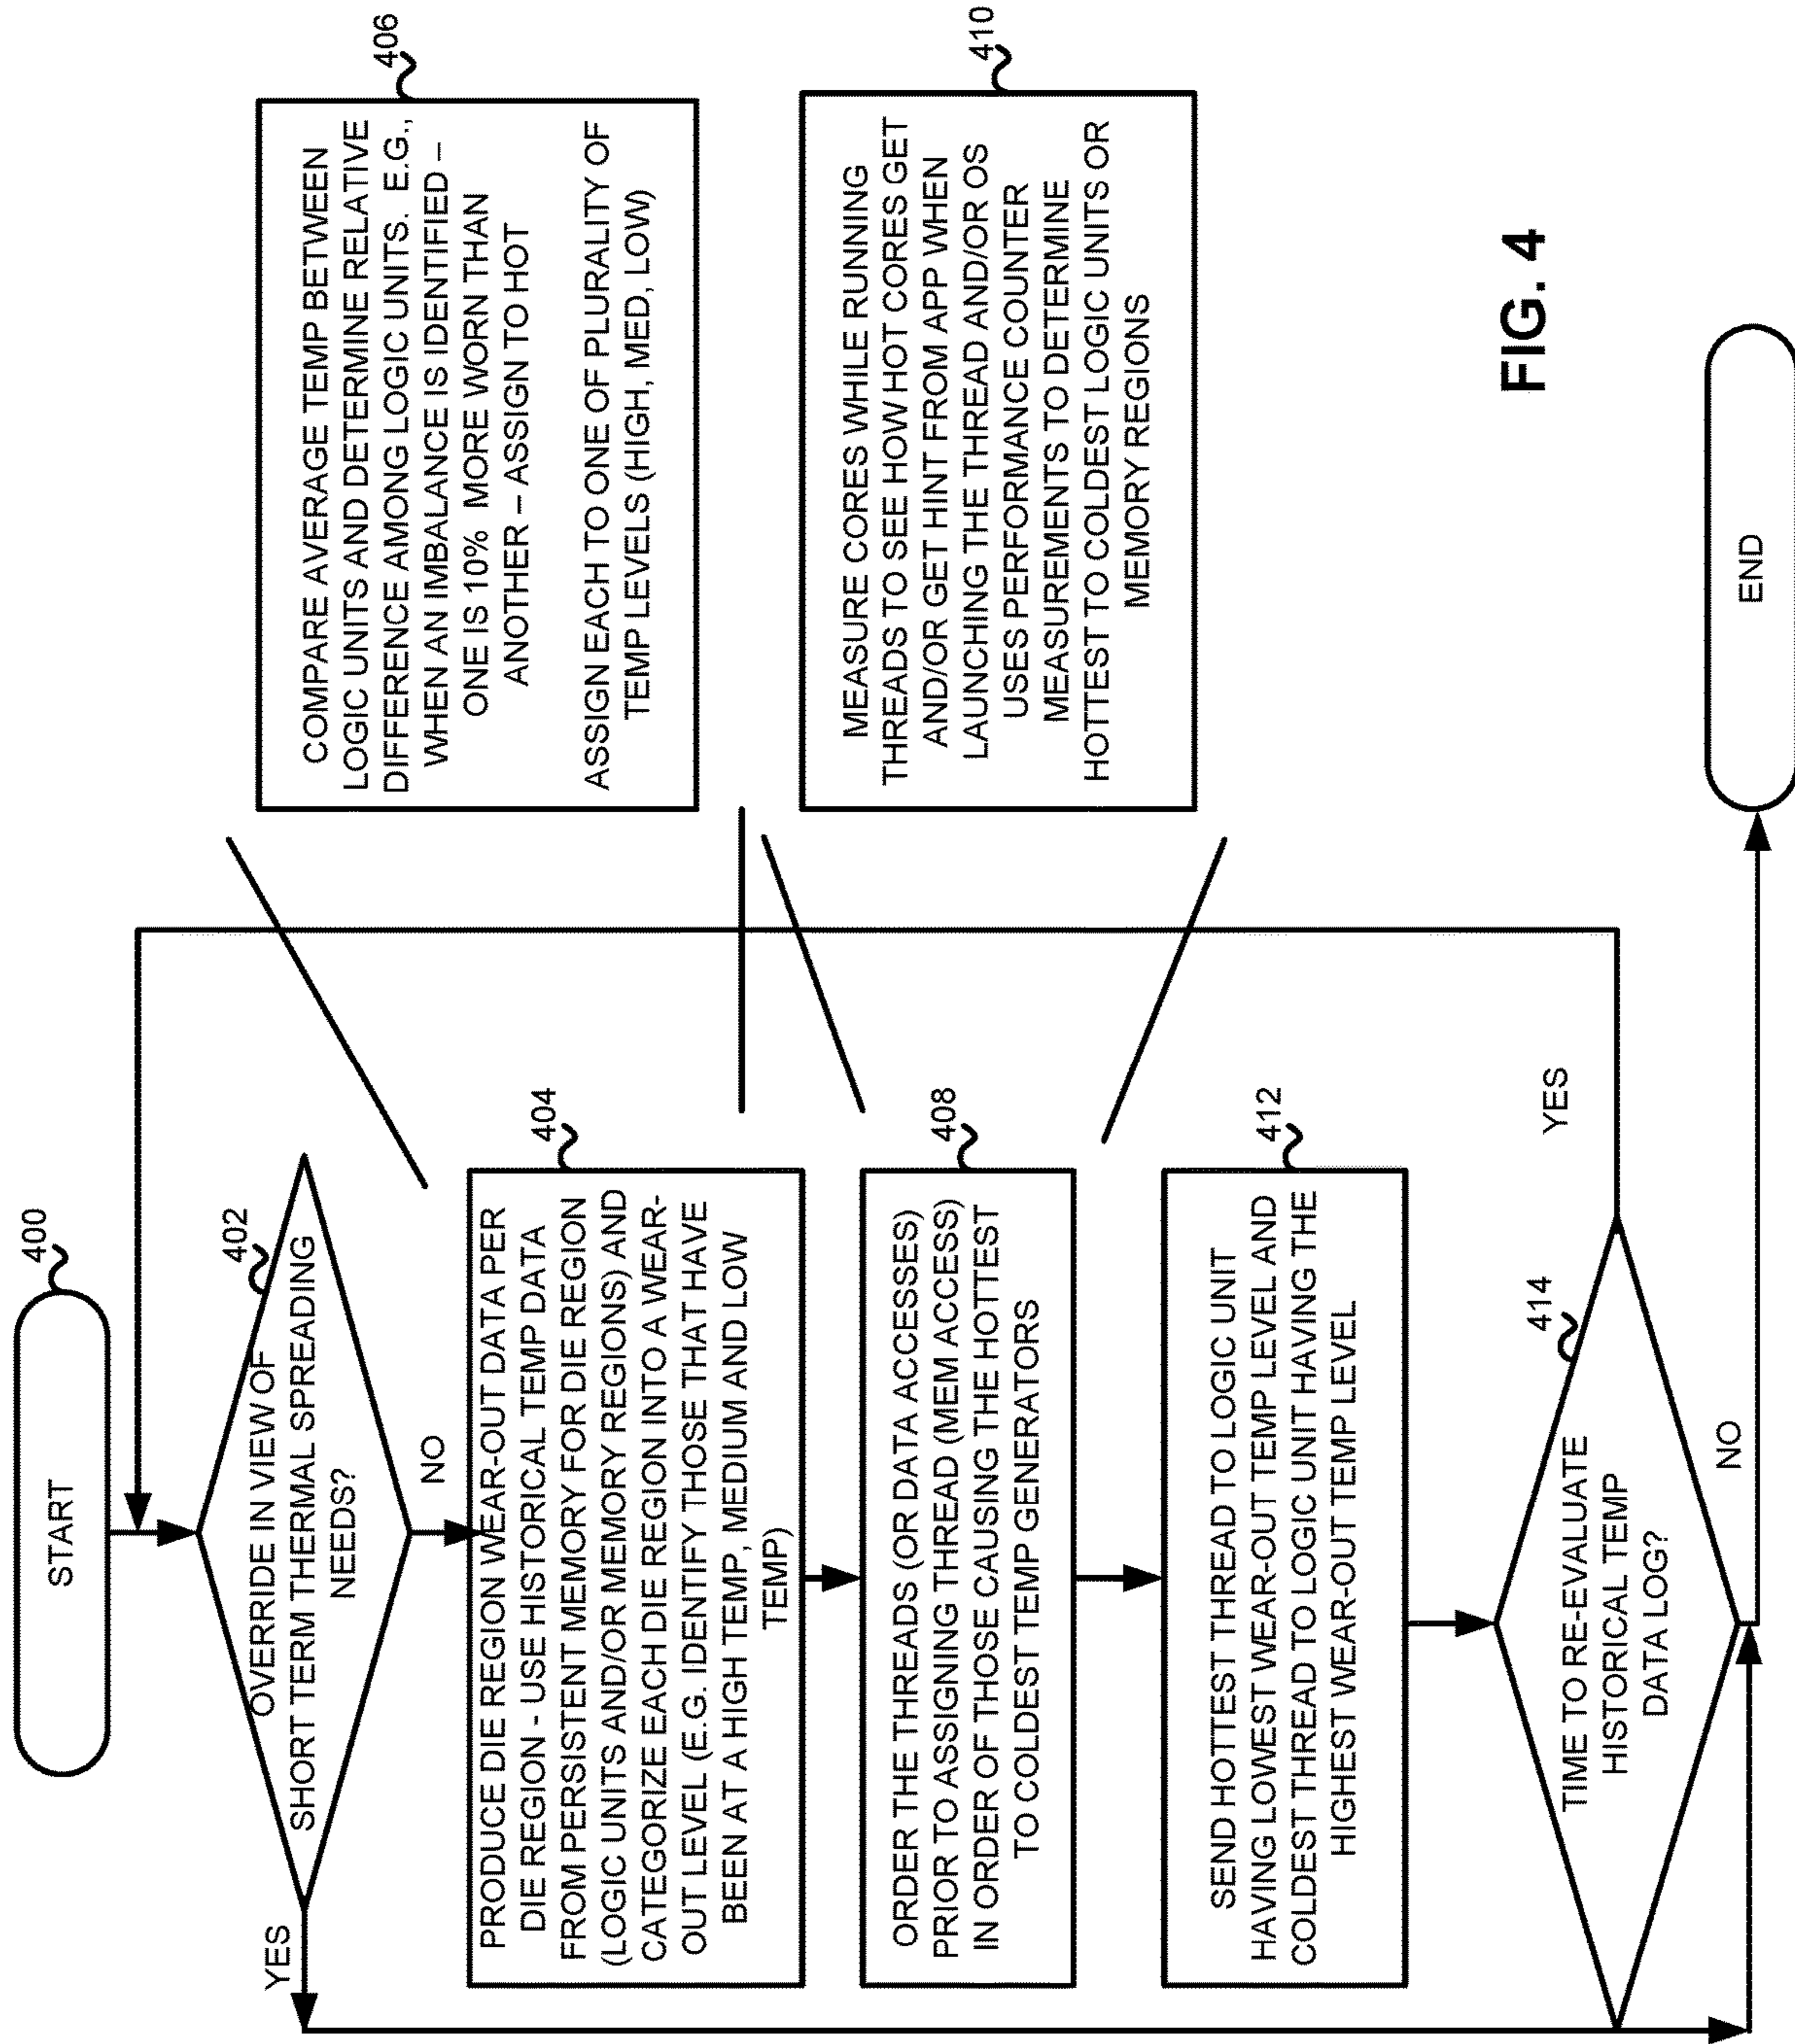 START
400
OVERRIDE IN VIEW OF
SHORT TERM THERMAL SPREADING
NEEDS?
402
YES
NO
PRODUCE DIE REGION WEAR-OUT DATA PER
DIE REGION - USE HISTORICAL TEMP DATA
FROM PERSISTENT MEMORY FOR DIE REGION
(LOGIC UNITS AND/OR MEMORY REGIONS) AND
CATEGORIZE EACH DIE REGION INTO A WEAR-
OUT LEVEL (E.G. IDENTIFY THOSE THAT HAVE
BEEN AT A HIGH TEMP, MEDIUM AND LOW
TEMP)
404
COMPARE AVERAGE TEMP BETWEEN
LOGIC UNITS AND DETERMINE RELATIVE
DIFFERENCE AMONG LOGIC UNITS. E.G.,
WHEN AN IMBALANCE IS IDENTIFIED –
ONE IS 10% MORE WORN THAN
ANOTHER – ASSIGN TO HOT
ASSIGN EACH TO ONE OF PLURALITY OF
TEMP LEVELS (HIGH, MED, LOW)
406
ORDER THE THREADS (OR DATA ACCESSES)
PRIOR TO ASSIGNING THREAD (MEM ACCESS)
IN ORDER OF THOSE CAUSING THE HOTTEST
TO COLDEST TEMP GENERATORS
408
MEASURE CORES WHILE RUNNING
THREADS TO SEE HOW HOT CORES GET
AND/OR GET HINT FROM APP WHEN
LAUNCHING THE THREAD AND/OR OS
USES PERFORMANCE COUNTER
MEASUREMENTS TO DETERMINE
HOTTEST TO COLDEST LOGIC UNITS OR
MEMORY REGIONS
410
SEND HOTTEST THREAD TO LOGIC UNIT
HAVING LOWEST WEAR-OUT TEMP LEVEL AND
COLDEST THREAD TO LOGIC UNIT HAVING THE
HIGHEST WEAR-OUT TEMP LEVEL
412
TIME TO RE-EVALUATE
HISTORICAL TEMP
DATA LOG?
414
YES
NO
END
FIG. 4